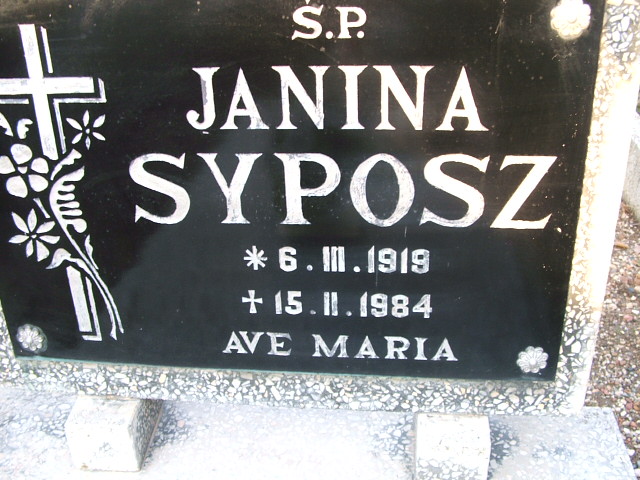 Ś.P.
JANINA
SYPOSZ
* 6.III.1919
✝ 15.II.1984
AVE MARIA